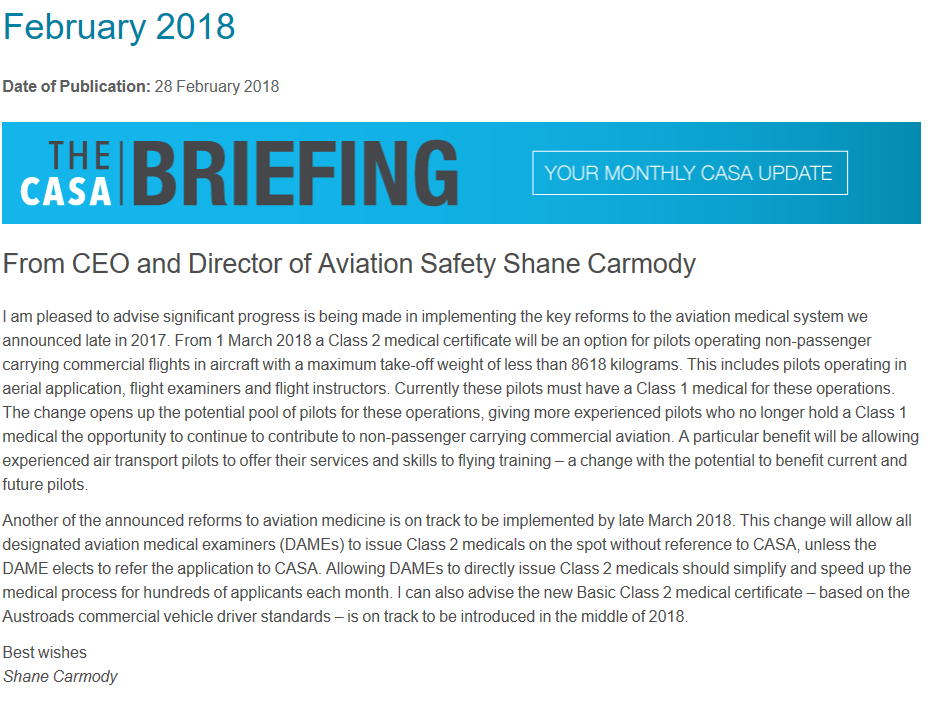 February 2018
Date of Publication: 28 February 2018
THE
CASA
BRIEFING
YOUR MONTHLY CASA UPDATE
From CEO and Director of Aviation Safety Shane Carmody
I am pleased to advise significant progress is being made in implementing the key reforms to the aviation medical system we
announced late in 2017. From 1 March 2018 a Class 2 medical certificate will be an option for pilots operating non-passenger
carrying commercial flights in aircraft with a maximum take-off weight of less than 8618 kilograms. This includes pilots operating in
aerial application, flight examiners and flight instructors. Currently these pilots must have a Class 1 medical for these operations.
The change opens up the potential pool of pilots for these operations, giving more experienced pilots who no longer hold a Class 1
medical the opportunity to continue to contribute to non-passenger carrying commercial aviation. A particular benefit will be allowing
experienced air transport pilots to offer their services and skills to flying training – a change with the potential to benefit current and
future pilots.
Another of the announced reforms to aviation medicine is on track to be implemented by late March 2018. This change will allow all
designated aviation medical examiners (DAMEs) to issue Class 2 medicals on the spot without reference to CASA, unless the
DAME elects to refer the application to CASA. Allowing DAMEs to directly issue Class 2 medicals should simplify and speed up the
medical process for hundreds of applicants each month. I can also advise the new Basic Class 2 medical certificate – based on the
Austroads commercial vehicle driver standards – is on track to be introduced in the middle of 2018.
Best wishes
Shane Carmody